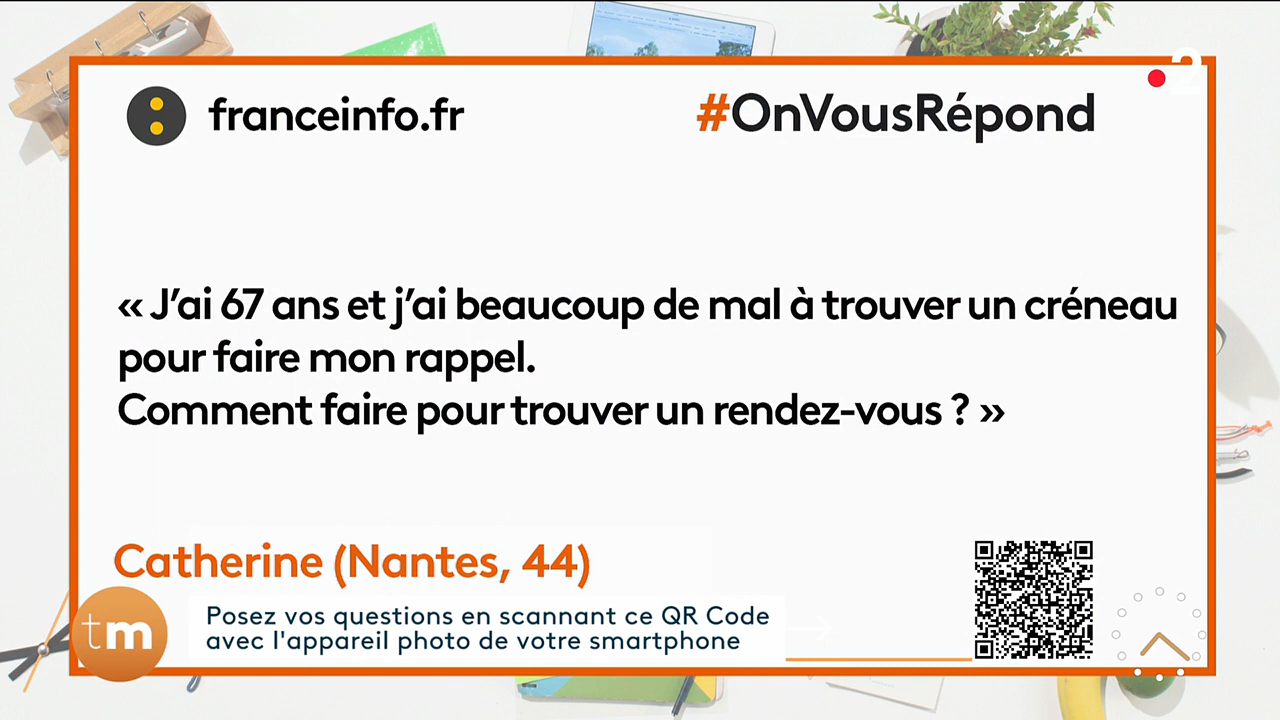 franceinfo.fr
#OnVousRépond
2
« J’ai 67 ans et j’ai beaucoup de mal à trouver un créneau
pour faire mon rappel.
Comment faire pour trouver un rendez-vous ? »
Catherine (Nantes, 44)
tm
Posez vos questions en scannant ce QR Code
avec l'appareil photo de votre smartphone